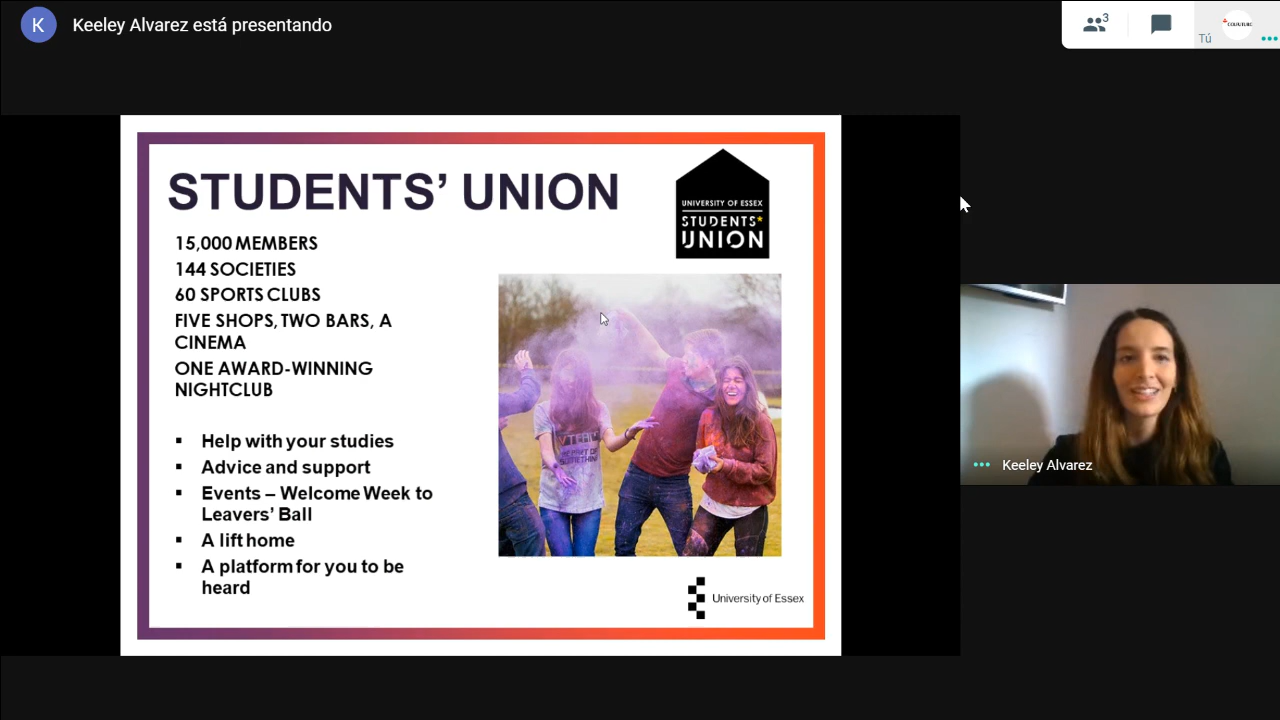 K
Keeley Alvarez está presentando
3
Tú
COLFUTURO
STUDENTS’ UNION
UNIVERSITY OF ESSEX
STUDENTS*
UNION
15,000 MEMBERS
144 SOCIETIES
60 SPORTS CLUBS
FIVE SHOPS, TWO BARS, A
CINEMA
ONE AWARD-WINNING
NIGHTCLUB
▪ Help with your studies
▪ Advice and support
▪ Events – Welcome Week to
Leavers’ Ball
▪ A lift home
▪ A platform for you to be
heard
University of Essex
Keeley Alvarez